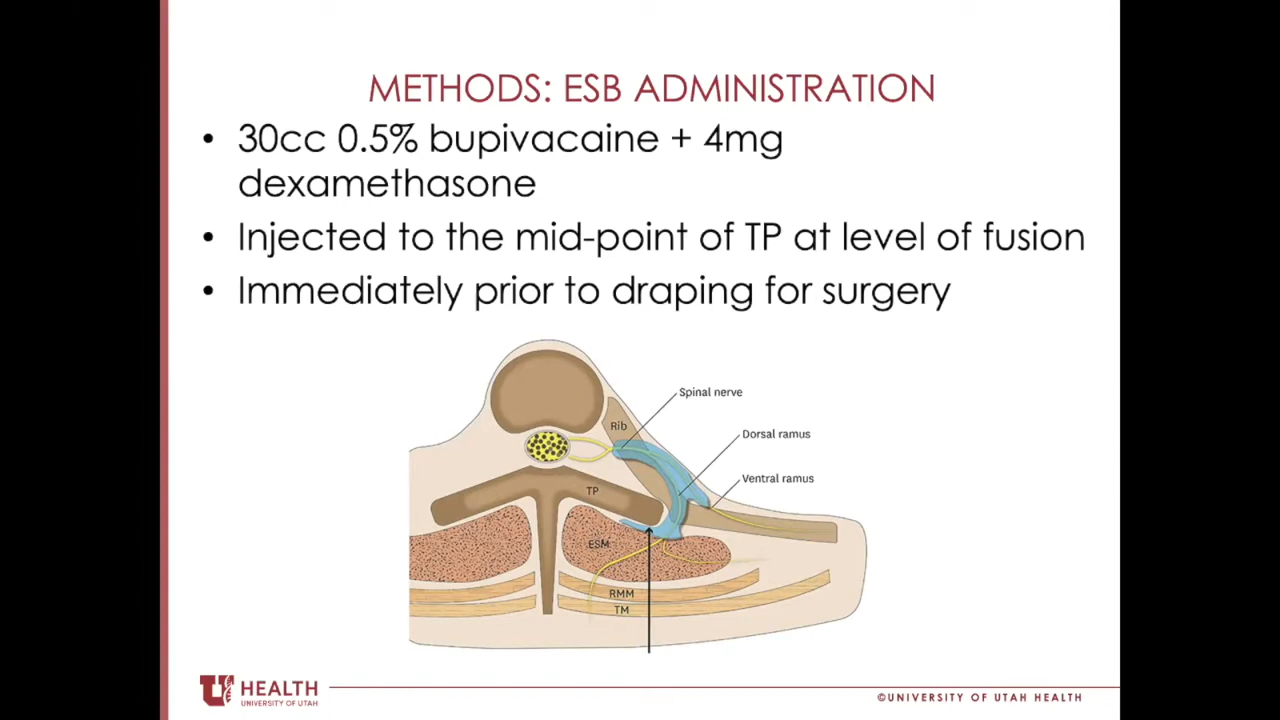 METHODS: ESB ADMINISTRATION
• 30cc 0.5% bupivacaine + 4mg
dexamethasone
• Injected to the mid-point of TP at level of fusion
• Immediately prior to draping for surgery
Spinal nerve
Rib
Dorsal ramus
Ventral ramus
TP
ESM
RMM
TM
U HEALTH
UNIVERSITY OF UTAH
©UNIVERSITY OF UTAH HEALTH